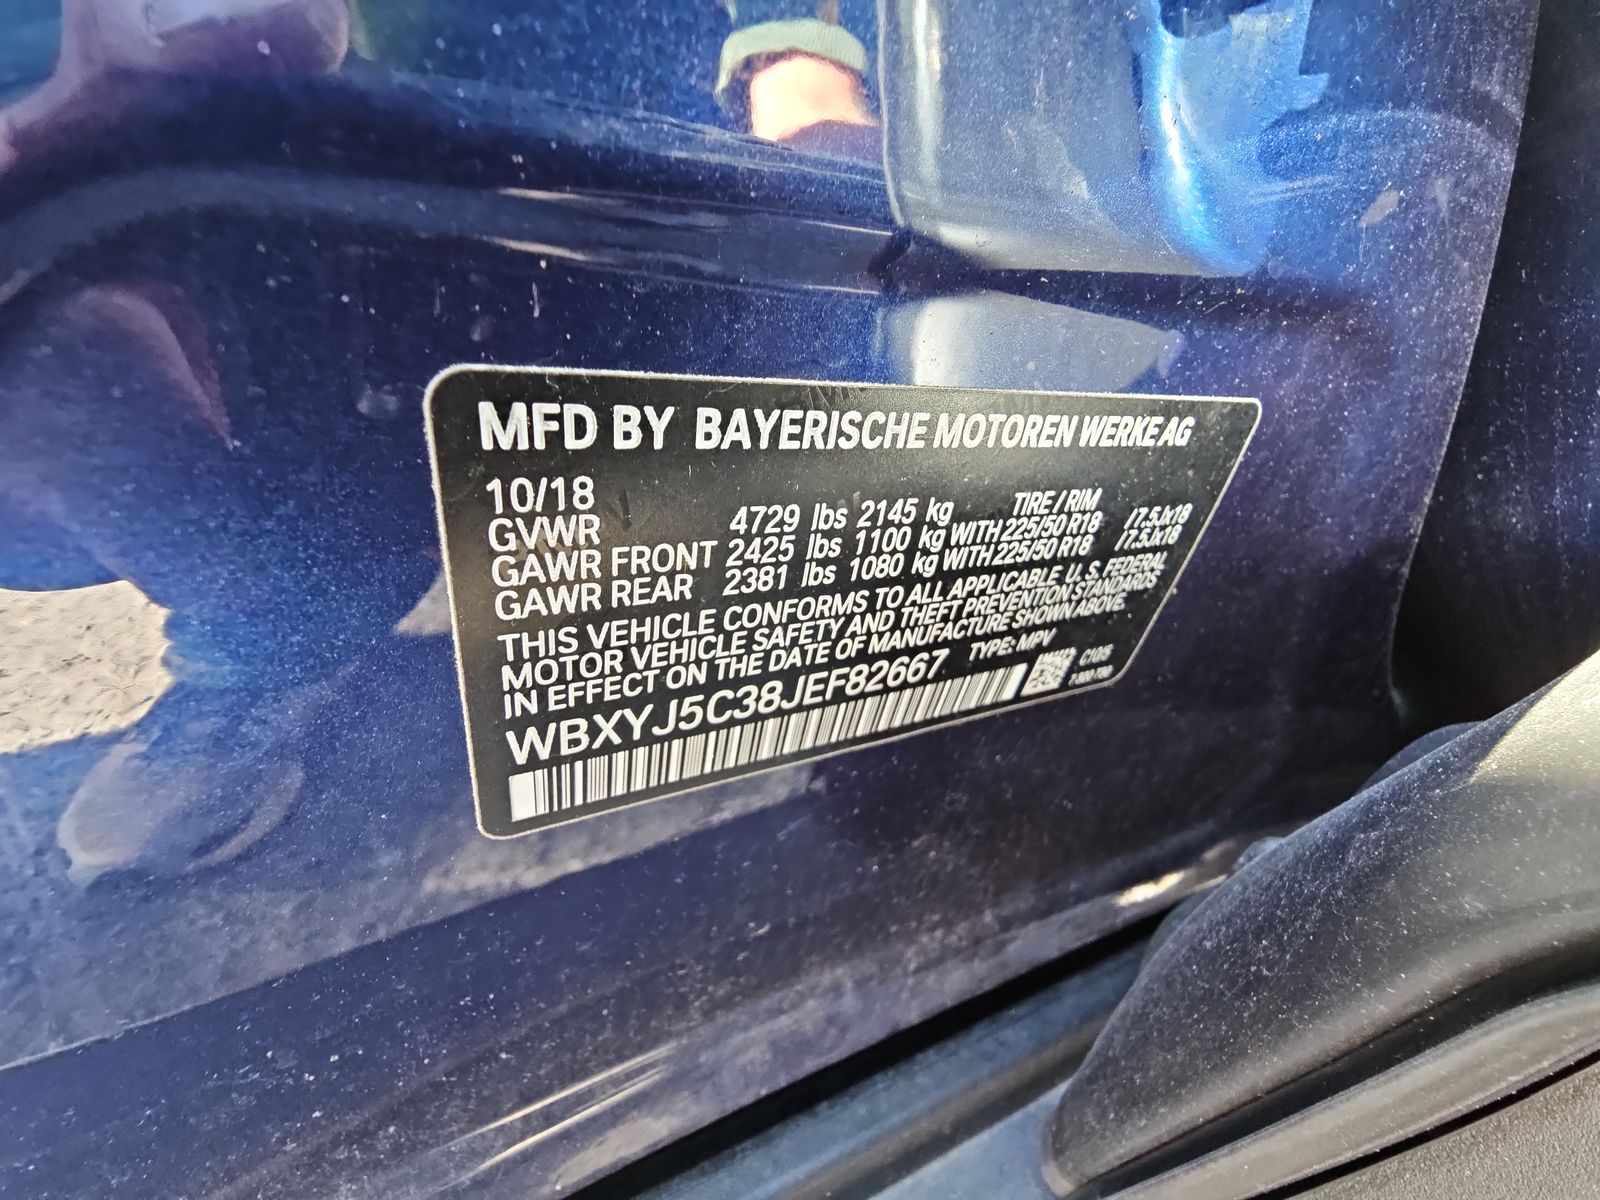 MFD BY BAYERISCHE MOTOREN WERKE AG
10/18 TIRE / RIM
GVWR 4729 lbs 2145 kg
GAWR FRONT 2425 lbs 1100 kg WITH 225/50 R18 /7.5Jx18
GAWR REAR 2381 lbs 1080 kg WITH 225/50 R18 /7.5Jx18
THIS VEHICLE CONFORMS TO ALL APPLICABLE U. S. FEDERAL
MOTOR VEHICLE SAFETY AND THEFT PREVENTION STANDARDS
IN EFFECT ON THE DATE OF MANUFACTURE SHOWN ABOVE.
WBXYJ5C38JEF82667 TYPE: MPV